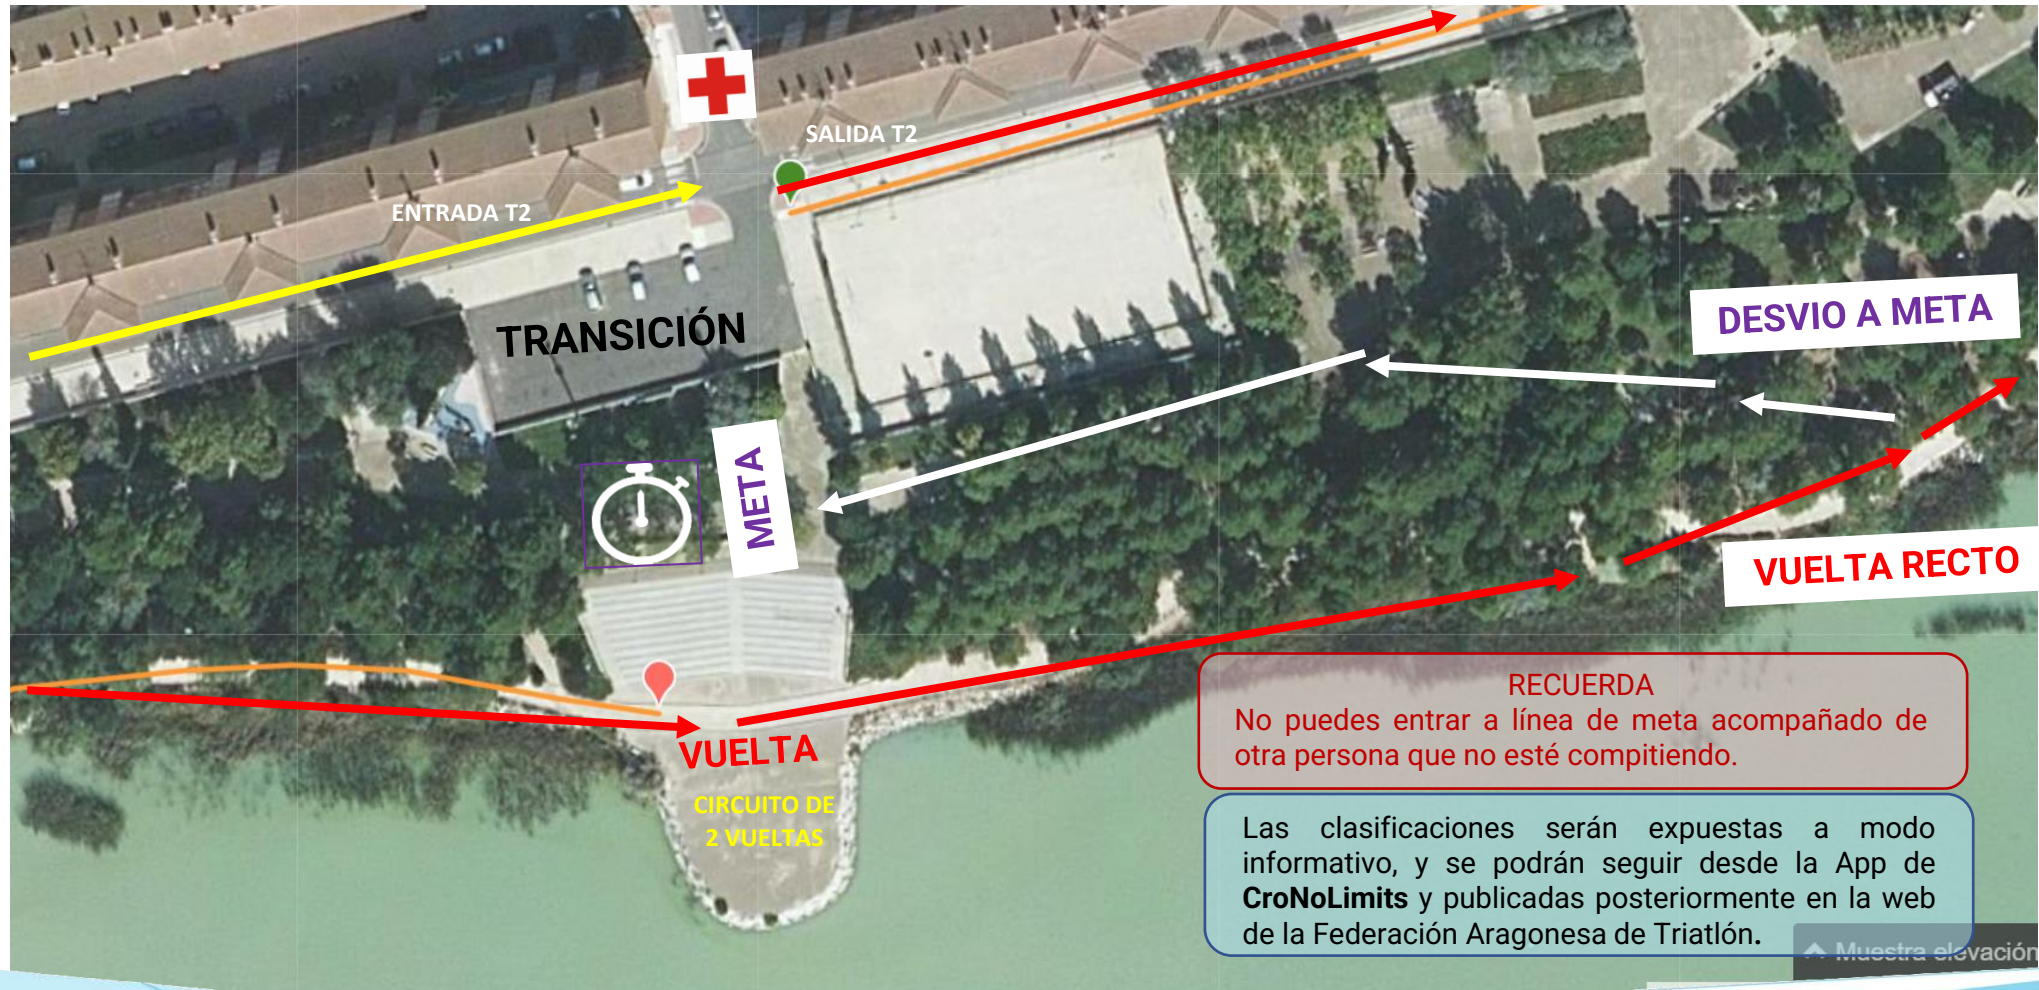 SALIDA T2
ENTRADA T2
TRANSICIÓN
DESVIO A META
META
VUELTA RECTO
VUELTA
CIRCUITO DE
2 VUELTAS
RECUERDA
No puedes entrar a línea de meta acompañado de
otra persona que no esté compitiendo.
Las clasificaciones serán expuestas a modo
informativo, y se podrán seguir desde la App de
CroNoLimits y publicadas posteriormente en la web
de la Federación Aragonesa de Triatlón.
Muestra elevación